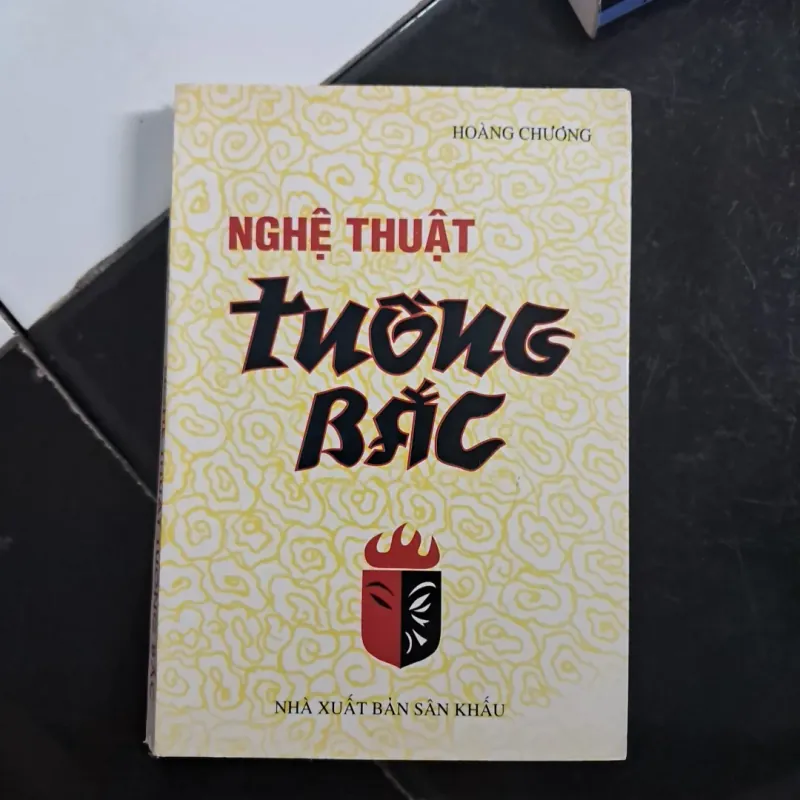 HOÀNG CHƯƠNG
NGHỆ THUẬT
TUỒNG
BẮC
NHÀ XUẤT BẢN SÂN KHẤU